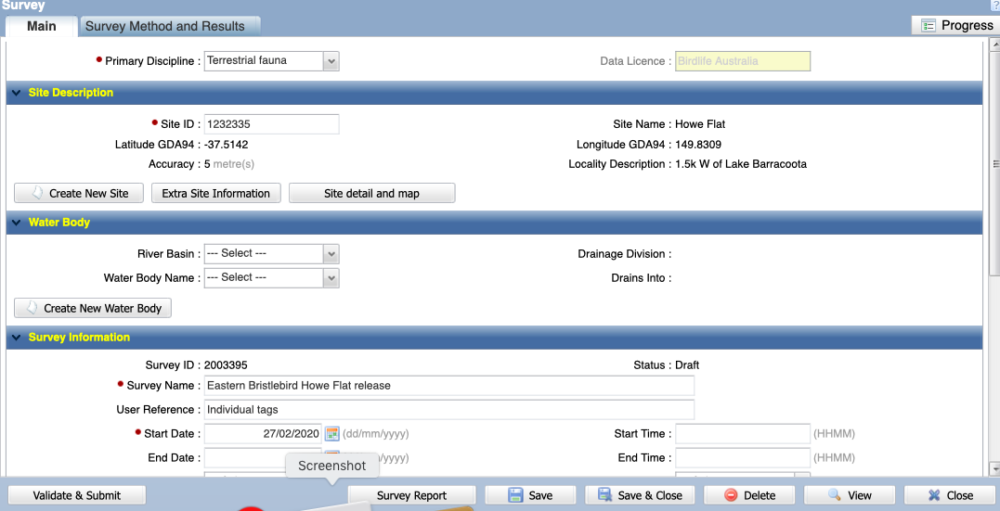 Survey
Main Survey Method and Results Progress
Primary Discipline : Terrestrial fauna Data Licence : Birdlife Australia
Site Description
Site ID : 1232335 Site Name : Howe Flat
Latitude GDA94 : -37.5142 Longitude GDA94 : 149.8309
Accuracy : 5 metre(s) Locality Description : 1.5k W of Lake Barracoota
Create New Site Extra Site Information Site detail and map
Water Body
River Basin : --- Select --- Drainage Division :
Water Body Name : --- Select --- Drains Into :
Create New Water Body
Survey Information
Survey ID : 2003395 Status : Draft
Survey Name : Eastern Bristlebird Howe Flat release
User Reference : Individual tags
Start Date : 27/02/2020 (dd/mm/yyyy) Start Time : (HHMM)
End Date : /yyyy) End Time : (HHMM)
Screenshot
Validate & Submit Survey Report Save Save & Close Delete View Close